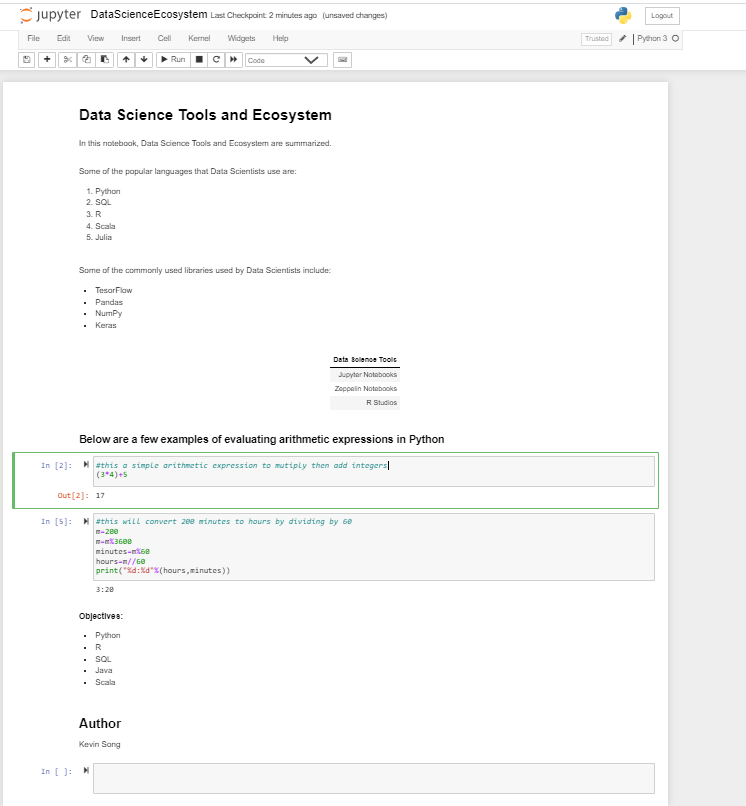 jupyter DataScienceEcosystem Last Checkpoint: 2 minutes ago (unsaved changes) Logout
File Edit View Insert Cell Kernel Widgets Help Trusted Python 3
Run Code
Data Science Tools and Ecosystem
In this notebook, Data Science Tools and Ecosystem are summarized.
Some of the popular languages that Data Scientists use are:
1. Python
2. SQL
3. R
4. Scala
5. Julia
Some of the commonly used libraries used by Data Scientists include:
• TesorFlow
• Pandas
• NumPy
• Keras
Data Science Tools
Jupyter Notebooks
Zeppelin Notebooks
R Studios
Below are a few examples of evaluating arithmetic expressions in Python
In [2]: #this a simple arithmetic expression to mutiply then add integers
(3*4)+5
Out[2]: 17
In [5]: #this will convert 200 minutes to hours by dividing by 60
m=200
m=m%3600
minutes=m%60
hours=m//60
print("%d:%d"%(hours,minutes))
3:20
Objectives:
• Python
• R
• SQL
• Java
• Scala
Author
Kevin Song
In [ ]: